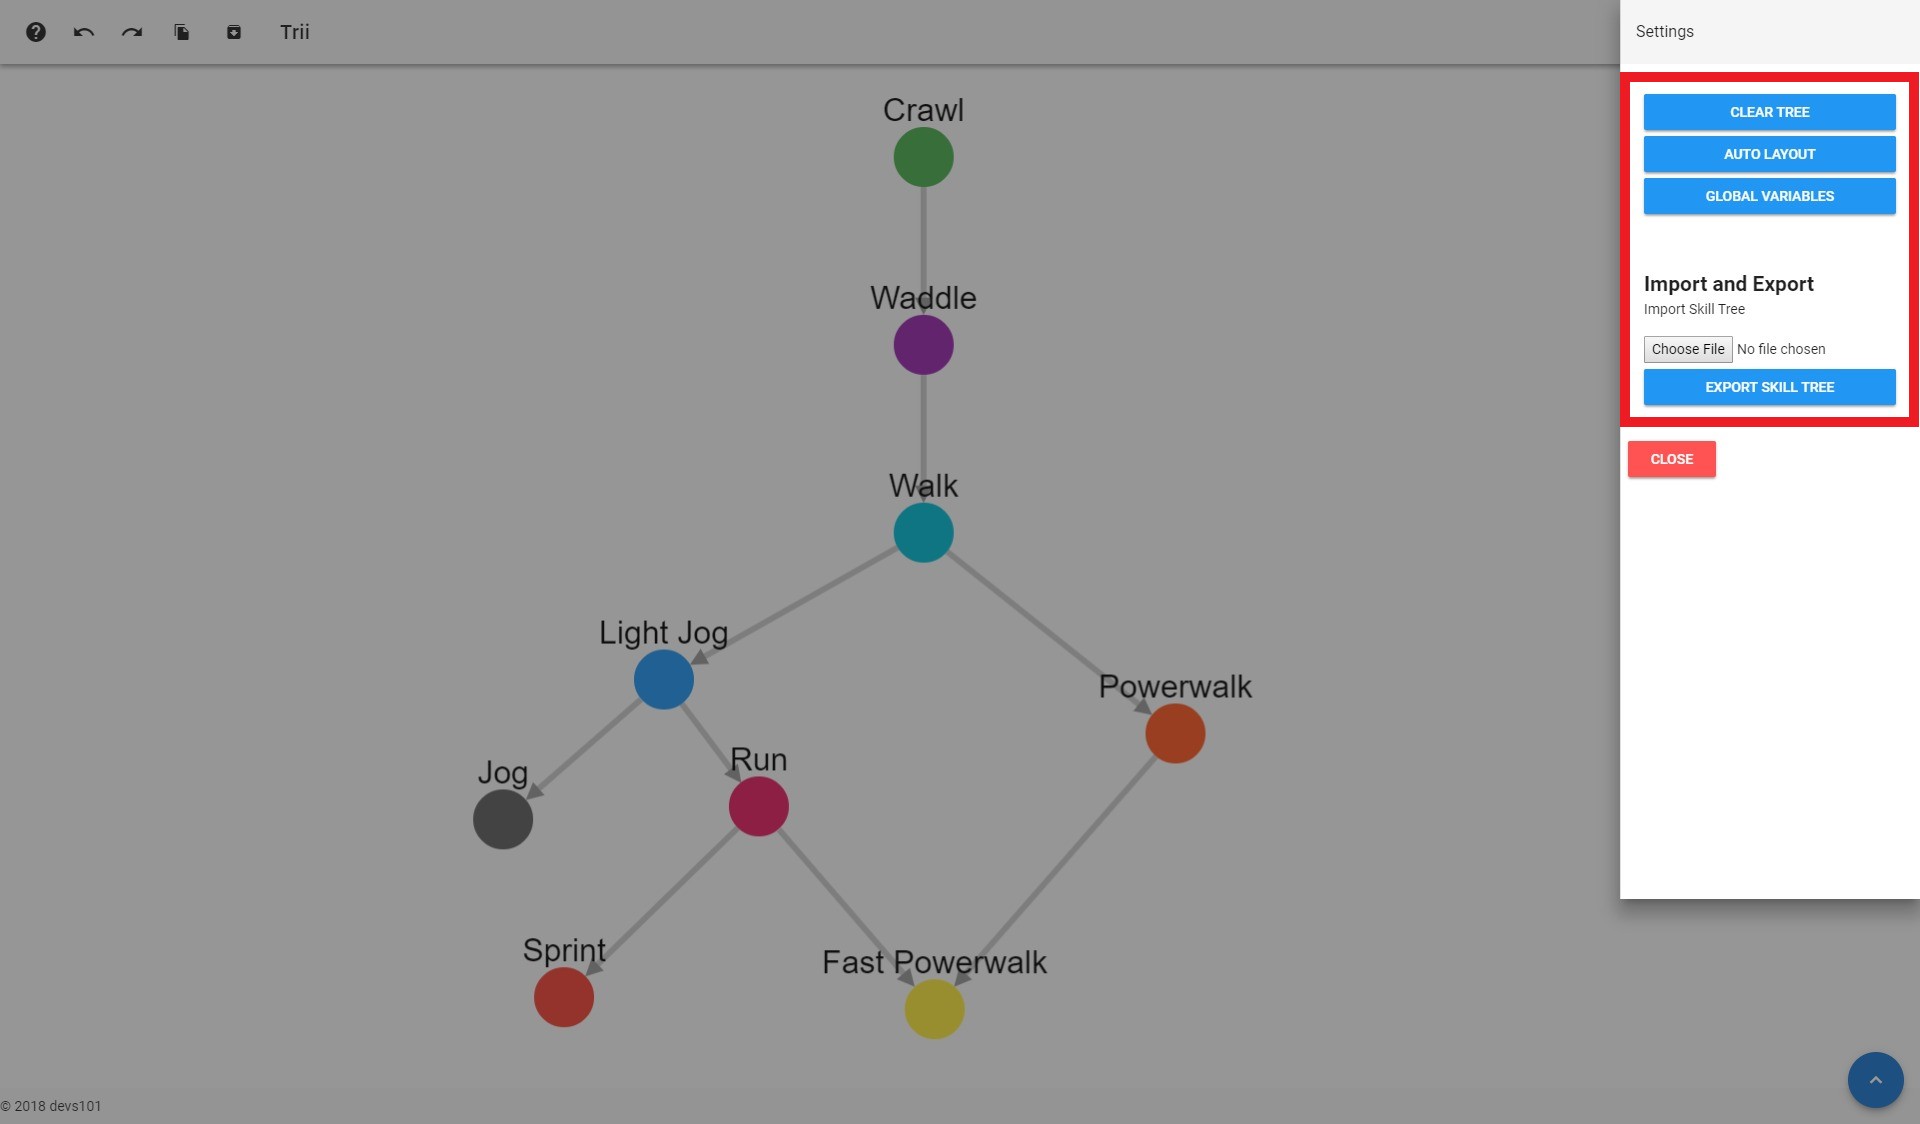 Trii
Settings
CLEAR TREE
AUTO LAYOUT
GLOBAL VARIABLES
Import and Export
Import Skill Tree
Choose File No file chosen
EXPORT SKILL TREE
CLOSE
Crawl
Waddle
Walk
Light Jog
Powerwalk
Jog
Run
Sprint
Fast Powerwalk
© 2018 devs101